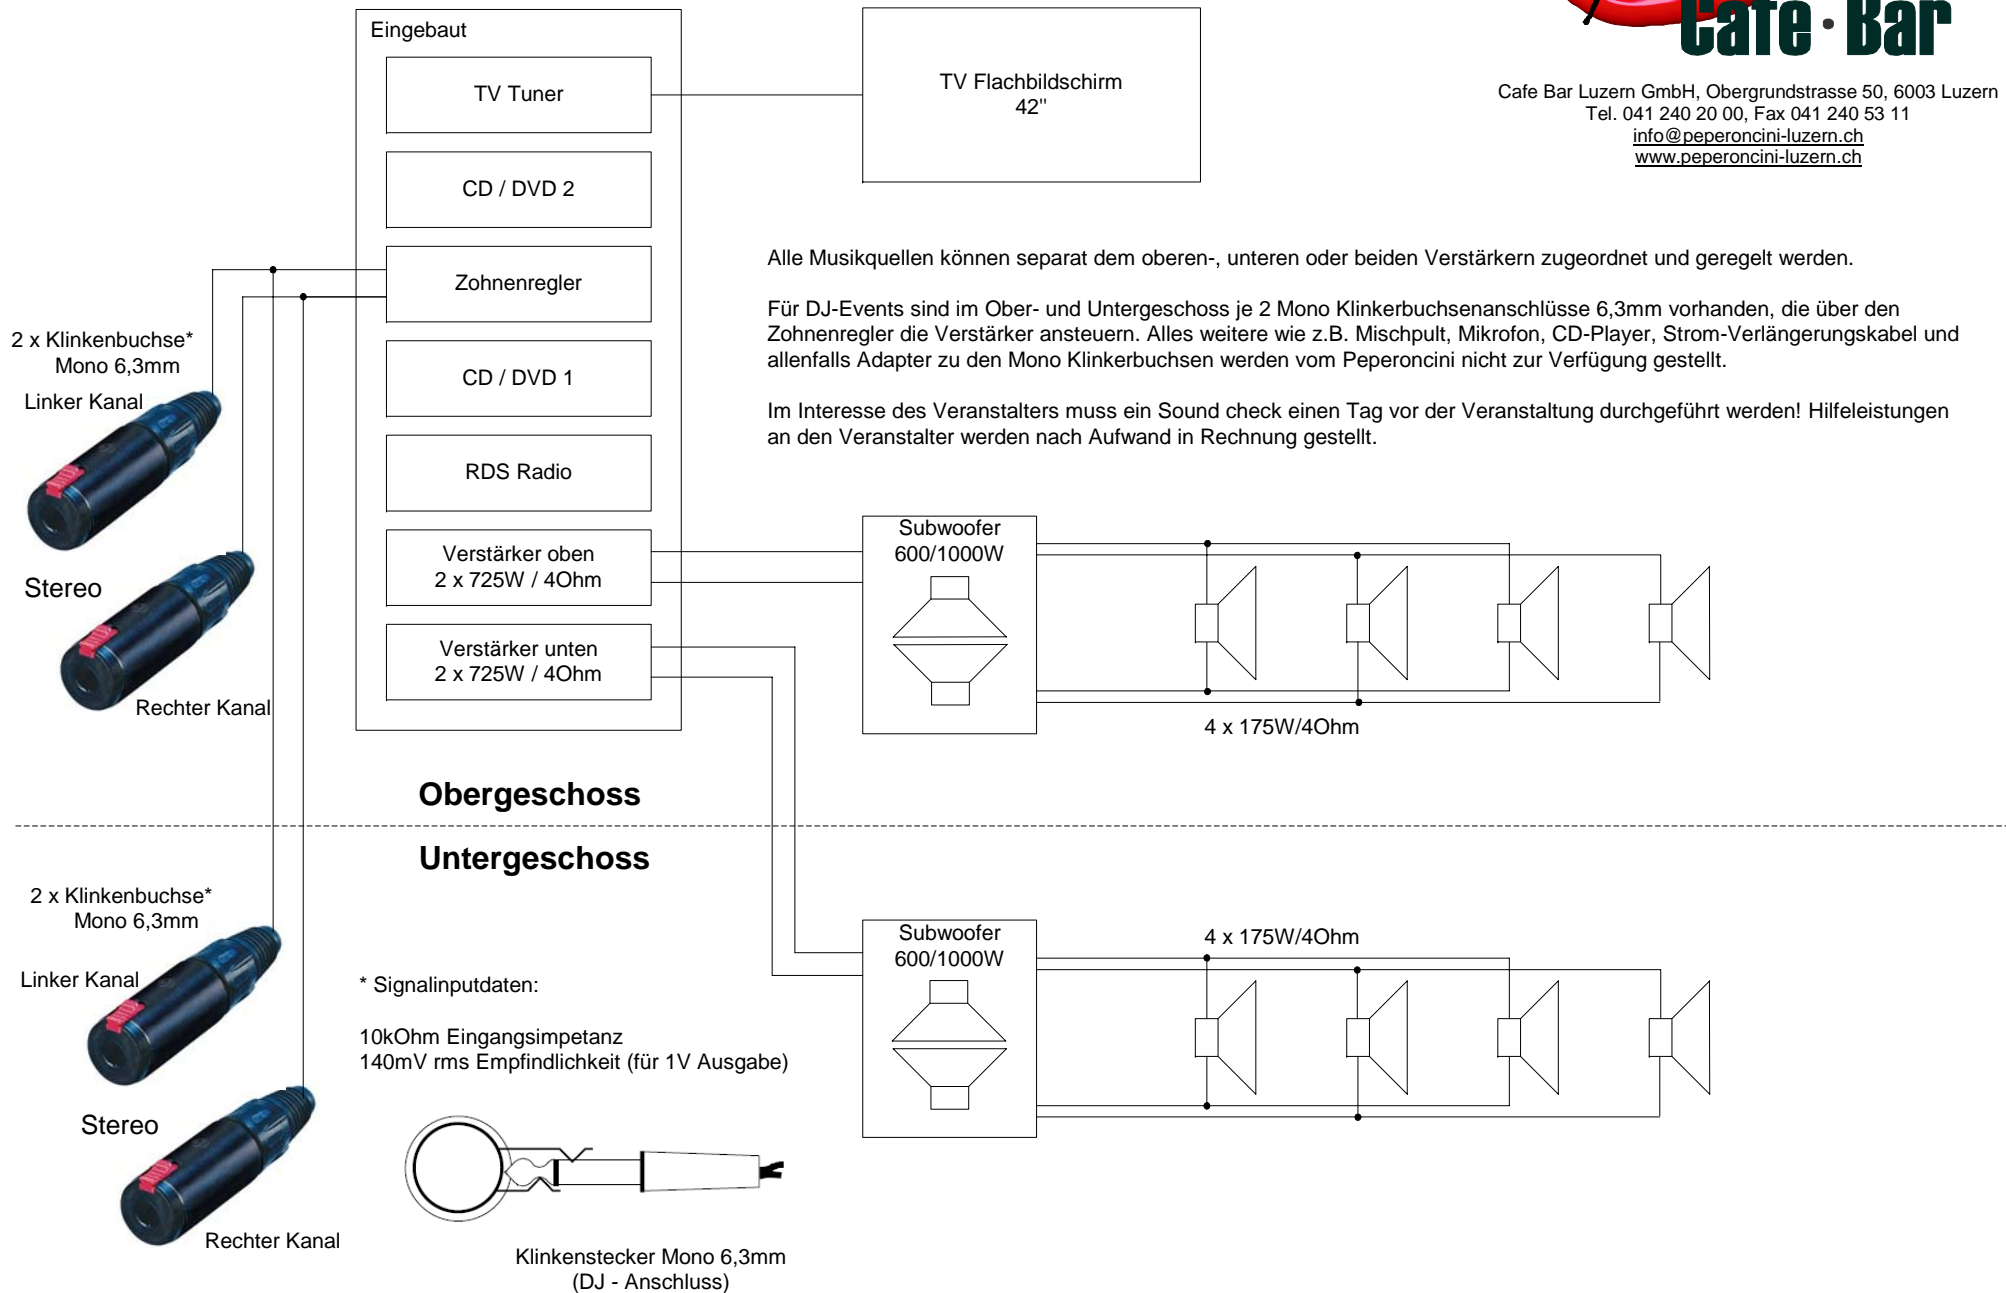 Cafe · Bar
Cafe Bar Luzern GmbH, Obergrundstrasse 50, 6003 Luzern
Tel. 041 240 20 00, Fax 041 240 53 11
info@peperoncini-luzern.ch
www.peperoncini-luzern.ch
Eingebaut
TV Tuner
TV Flachbildschirm
42"
CD / DVD 2
Zohnenregler
CD / DVD 1
RDS Radio
Verstärker oben
2 x 725W / 4Ohm
Verstärker unten
2 x 725W / 4Ohm
Alle Musikquellen können separat dem oberen-, unteren oder beiden Verstärkern zugeordnet und geregelt werden.
Für DJ-Events sind im Ober- und Untergeschoss je 2 Mono Klinkerbuchsenanschlüsse 6,3mm vorhanden, die über den
Zohnenregler die Verstärker ansteuern. Alles weitere wie z.B. Mischpult, Mikrofon, CD-Player, Strom-Verlängerungskabel und
allenfalls Adapter zu den Mono Klinkerbuchsen werden vom Peperoncini nicht zur Verfügung gestellt.
Im Interesse des Veranstalters muss ein Sound check einen Tag vor der Veranstaltung durchgeführt werden! Hilfeleistungen
an den Veranstalter werden nach Aufwand in Rechnung gestellt.
2 x Klinkenbuchse*
Mono 6,3mm
Linker Kanal
Stereo
Rechter Kanal
Subwoofer
600/1000W
4 x 175W/4Ohm
Obergeschoss
Untergeschoss
2 x Klinkenbuchse*
Mono 6,3mm
Linker Kanal
Stereo
Rechter Kanal
* Signalinputdaten:
10kOhm Eingangsimpetanz
140mV rms Empfindlichkeit (für 1V Ausgabe)
Klinkenstecker Mono 6,3mm
(DJ - Anschluss)
Subwoofer
600/1000W
4 x 175W/4Ohm